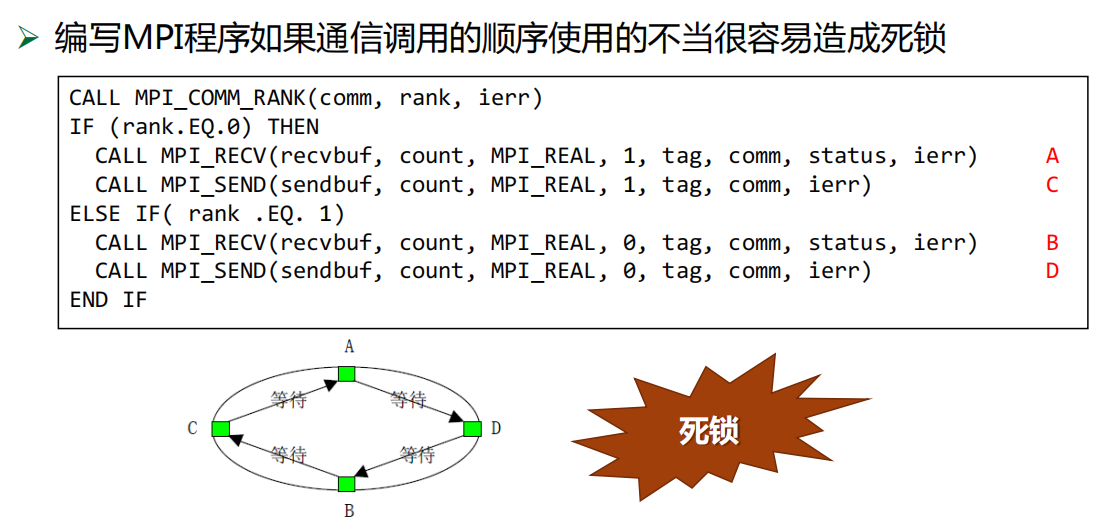 编写MPI程序如果通信调用的顺序使用的不当很容易造成死锁
CALL MPI_COMM_RANK(comm, rank, ierr)
IF (rank.EQ.0) THEN
CALL MPI_RECV(recvbuf, count, MPI_REAL, 1, tag, comm, status, ierr) A
CALL MPI_SEND(sendbuf, count, MPI_REAL, 1, tag, comm, ierr) C
ELSE IF( rank .EQ. 1)
CALL MPI_RECV(recvbuf, count, MPI_REAL, 0, tag, comm, status, ierr) B
CALL MPI_SEND(sendbuf, count, MPI_REAL, 0, tag, comm, ierr) D
END IF
A
等待 等待
C D
等待 等待
B
死锁